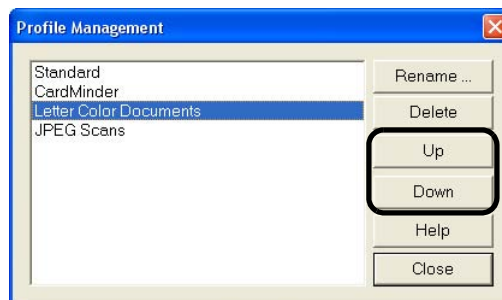 Profile Management
Standard
CardMinder
Letter Color Documents
JPEG Scans
Rename ...
Delete
Up
Down
Help
Close